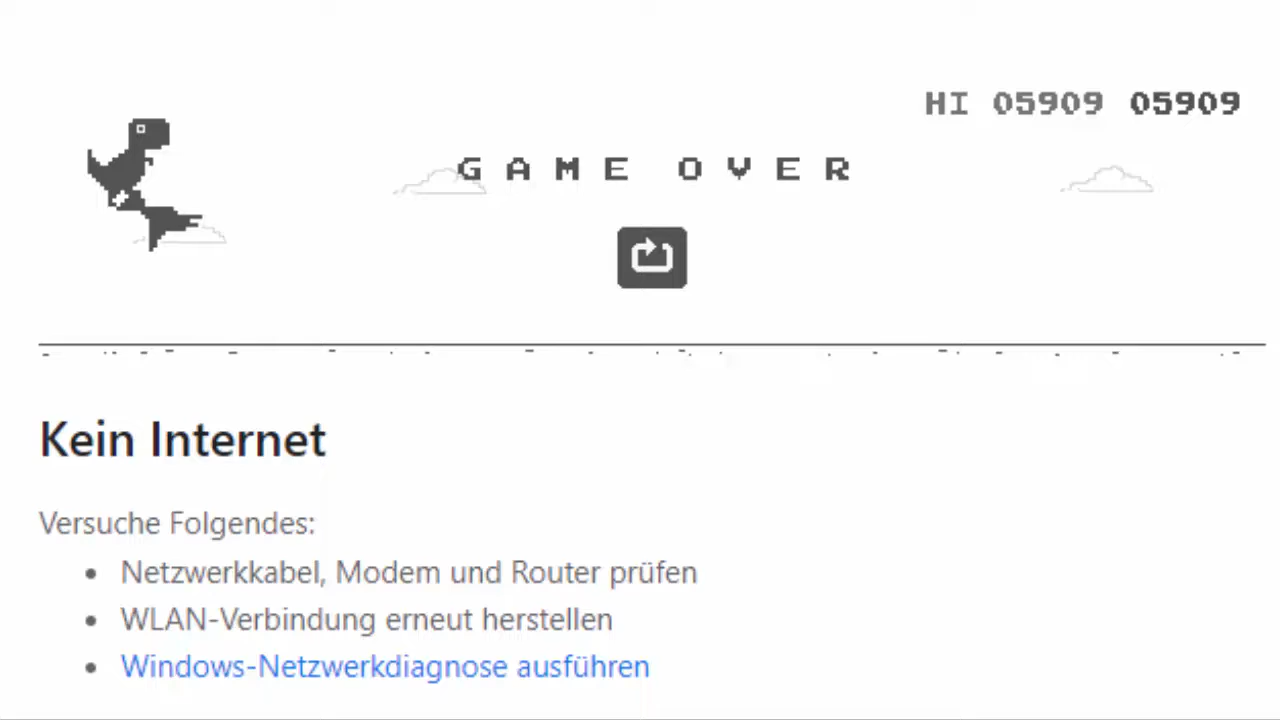 HI 05909 05909
GAME OVER
Kein Internet
Versuche Folgendes:
Netzwerkkabel, Modem und Router prüfen
WLAN-Verbindung erneut herstellen
Windows-Netzwerkdiagnose ausführen